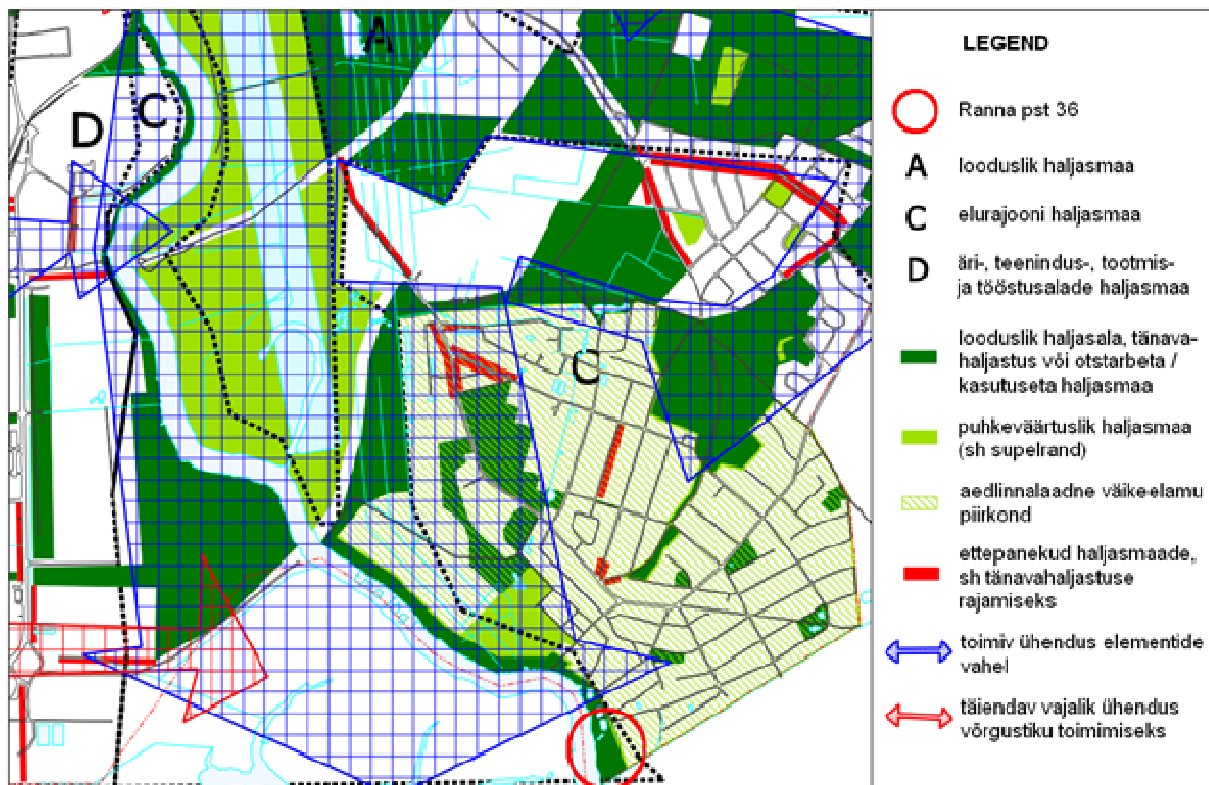 A
D
C
C
LEGEND
Ranna pst 36
A looduslik haljasmaa
C elurajooni haljasmaa
D äri-, teenindus-, tootmis-
ja tööstusalade haljasmaa
looduslik haljasala, tänava-
haljastus või otstarbeta /
kasutuseta haljasmaa
puhkeväärtuslik haljasmaa
(sh supelrand)
aedlinnalaadne väikeelamu
piirkond
ettepanekud haljasmaade,
sh tänavahaljastuse
rajamiseks
toimiv ühendus elementide
vahel
täiendav vajalik ühendus
võrgustiku toimimiseks